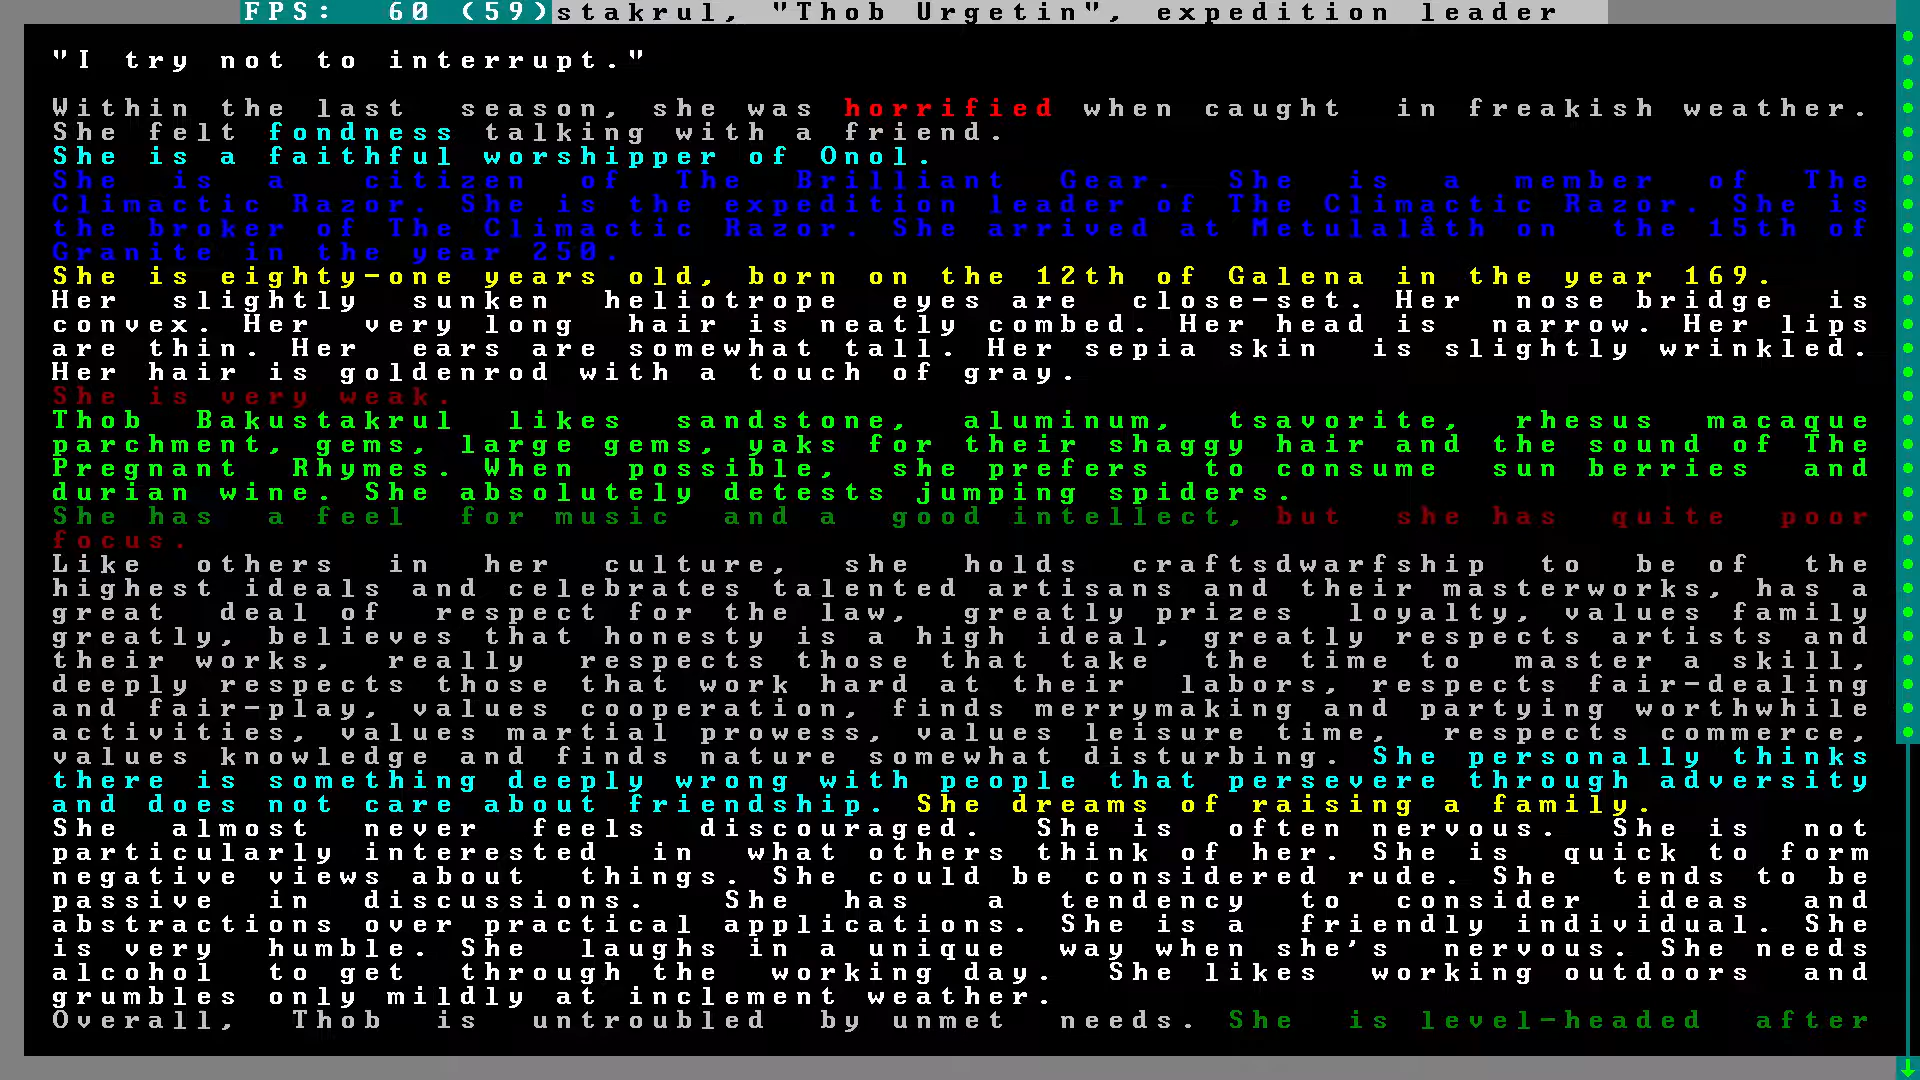 FPS: 60 (59)stakrul, "Thob Urgetin", expedition leader
"I try not to interrupt."
Within the last season, she was horrified when caught in freakish weather.
She felt fondness talking with a friend.
She is a faithful worshipper of Onol.
She is a citizen of The Brilliant Gear. She is a member of The
Climactic Razor. She is the expedition leader of The Climactic Razor. She is
the broker of The Climactic Razor. She arrived at Metulalåth on the 15th of
Granite in the year 250.
She is eighty-one years old, born on the 12th of Galena in the year 169.
Her slightly sunken heliotrope eyes are close-set. Her nose bridge is
convex. Her very long hair is neatly combed. Her head is narrow. Her lips
are thin. Her ears are somewhat tall. Her sepia skin is slightly wrinkled.
Her hair is goldenrod with a touch of gray.
She is very weak.
Thob Bakustakrul likes sandstone, aluminum, tsavorite, rhesus macaque
parchment, gems, large gems, yaks for their shaggy hair and the sound of The
Pregnant Rhymes. When possible, she prefers to consume sun berries and
durian wine. She absolutely detests jumping spiders.
She has a feel for music and a good intellect, but she has quite poor
focus.
Like others in her culture, she holds craftsdwarfship to be of the
highest ideals and celebrates talented artisans and their masterworks, has a
great deal of respect for the law, greatly prizes loyalty, values family
greatly, believes that honesty is a high ideal, greatly respects artists and
their works, really respects those that take the time to master a skill,
deeply respects those that work hard at their labors, respects fair-dealing
and fair-play, values cooperation, finds merrymaking and partying worthwhile
activities, values martial prowess, values leisure time, respects commerce,
values knowledge and finds nature somewhat disturbing. She personally thinks
there is something deeply wrong with people that persevere through adversity
and does not care about friendship. She dreams of raising a family.
She almost never feels discouraged. She is often nervous. She is not
particularly interested in what others think of her. She is quick to form
negative views about things. She could be considered rude. She tends to be
passive in discussions. She has a tendency to consider ideas and
abstractions over practical applications. She is a friendly individual. She
is very humble. She laughs in a unique way when she's nervous. She needs
alcohol to get through the working day. She likes working outdoors and
grumbles only mildly at inclement weather.
Overall, Thob is untroubled by unmet needs. She is level-headed after